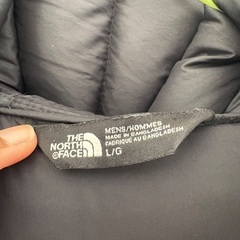 THE
NORTH
FACE
MENS/HOMMES
MADE IN BANGLADESH
FABRIQUE AU BANGLADESH
L/G